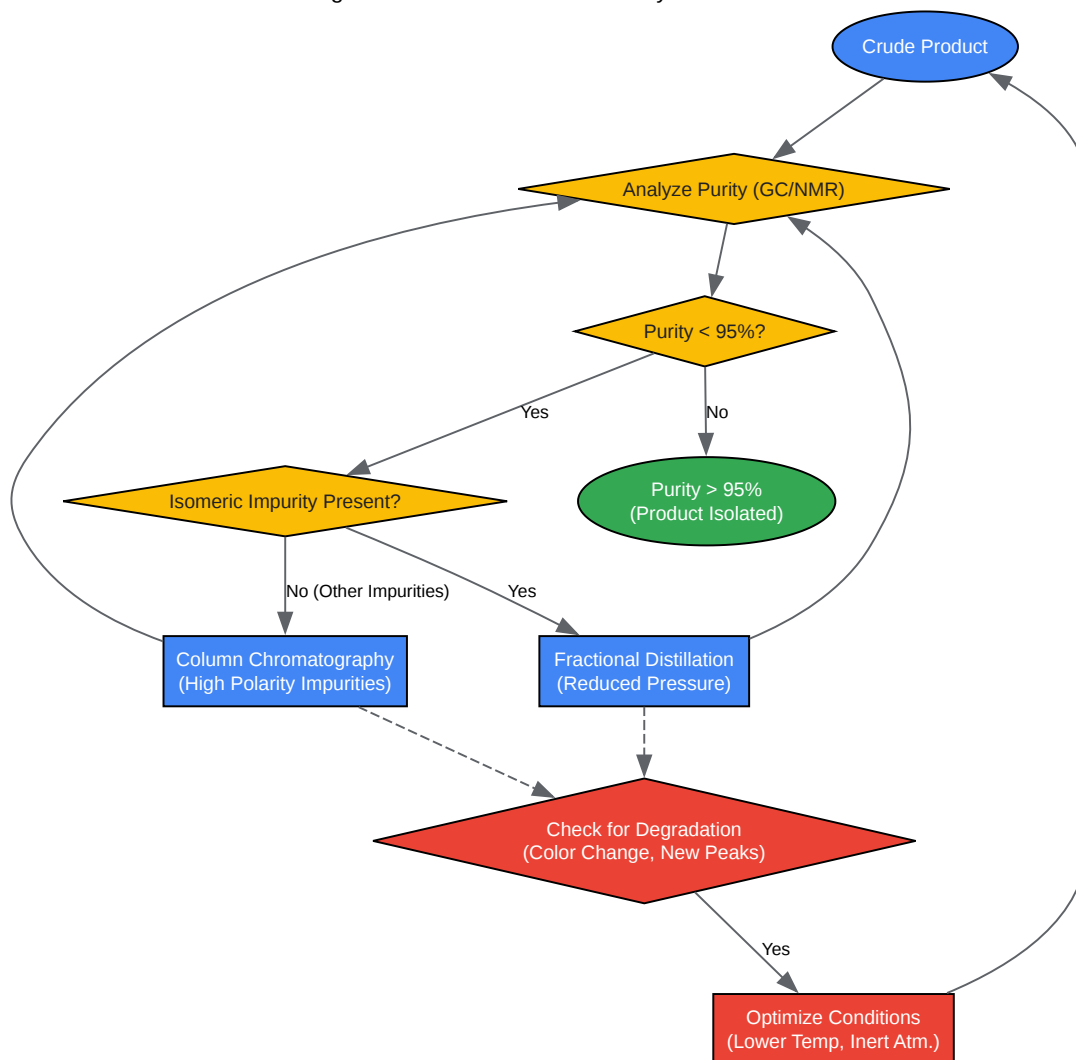 Crude Product
Analyze Purity (GC/NMR)
Purity < 95%?
Yes
No
Isomeric Impurity Present?
Purity > 95%
(Product Isolated)
No (Other Impurities)
Yes
Column Chromatography
(High Polarity Impurities)
Fractional Distillation
(Reduced Pressure)
Check for Degradation
(Color Change, New Peaks)
Yes
Optimize Conditions
(Lower Temp, Inert Atm.)